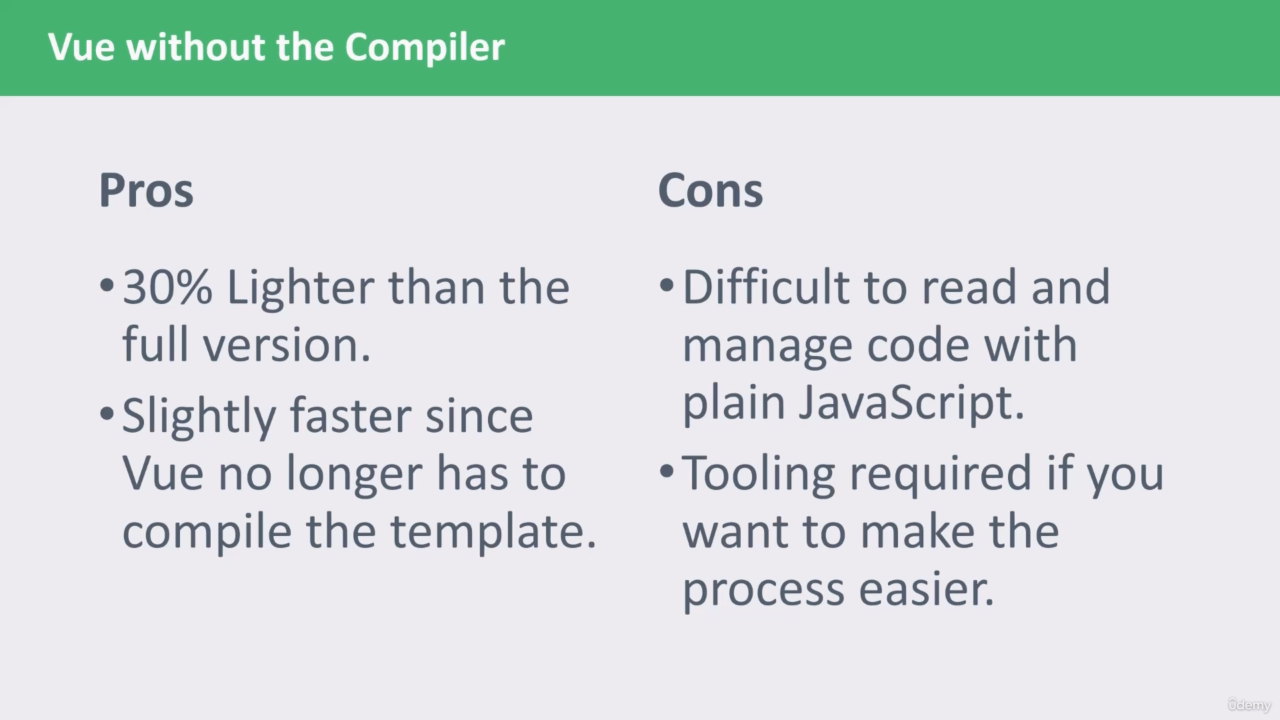 Vue without the Compiler
Pros
•30% Lighter than the
full version.
•Slightly faster since
Vue no longer has to
compile the template.
Cons
•Difficult to read and
manage code with
plain JavaScript.
•Tooling required if you
want to make the
process easier.
ûdemy